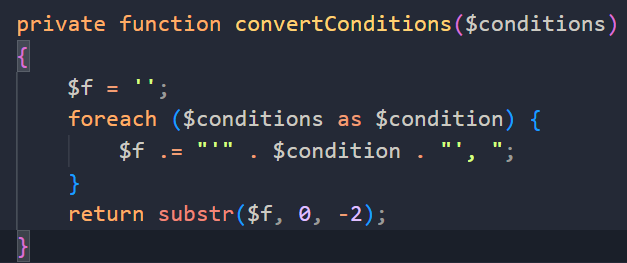 private function convertConditions($conditions)
{
    $f = '';
    foreach ($conditions as $condition) {
        $f .= "'" . $condition . "', ";
    }
    return substr($f, 0, -2);
}